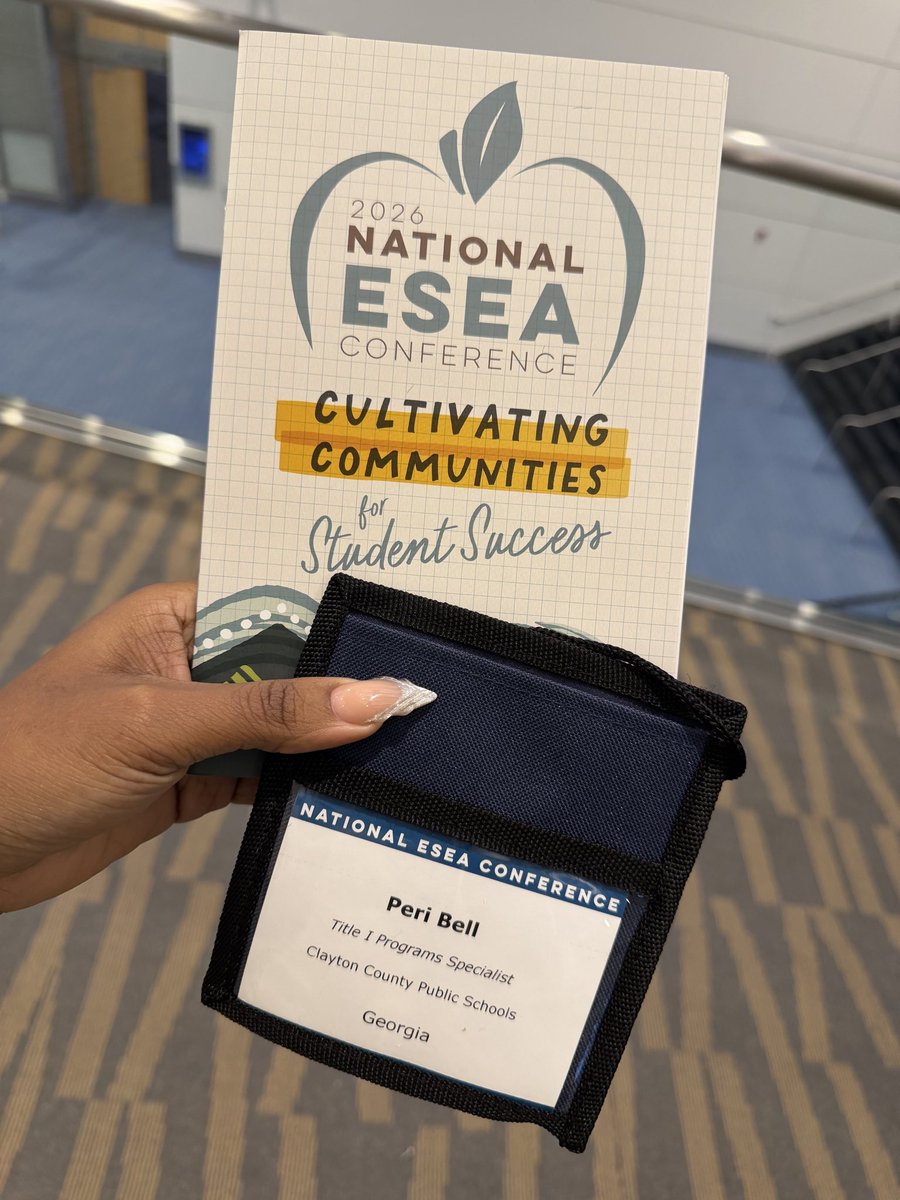 2026
NATIONAL
ESEA
CONFERENCE
CULTIVATING
COMMUNITIES
for
Student Success
NATIONAL ESEA CONFERENCE
Peri Bell
Title I Programs Specialist
Clayton County Public Schools
Georgia